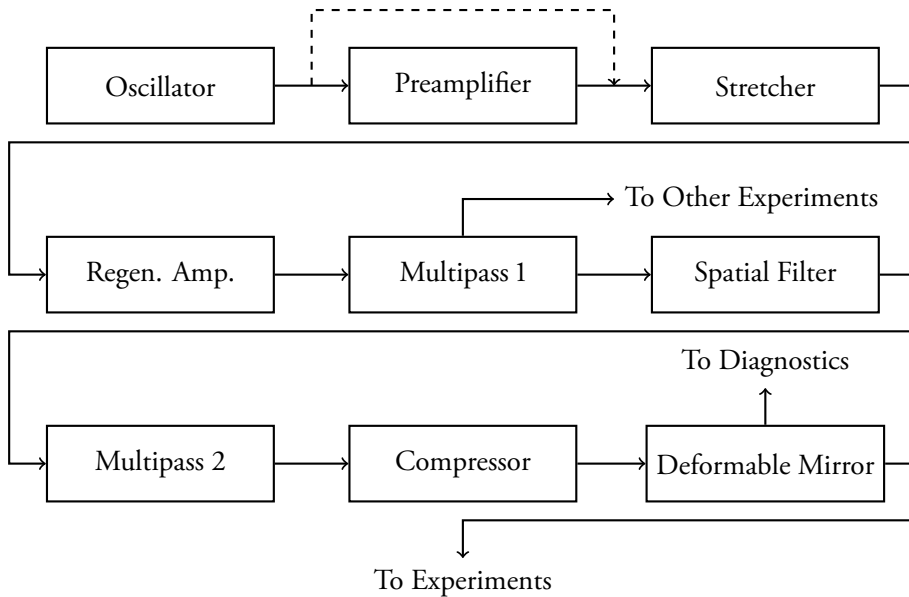 Oscillator
Preamplifier
Stretcher
To Other Experiments
Regen. Amp.
Multipass 1
Spatial Filter
To Diagnostics
Multipass 2
Compressor
Deformable Mirror
To Experiments